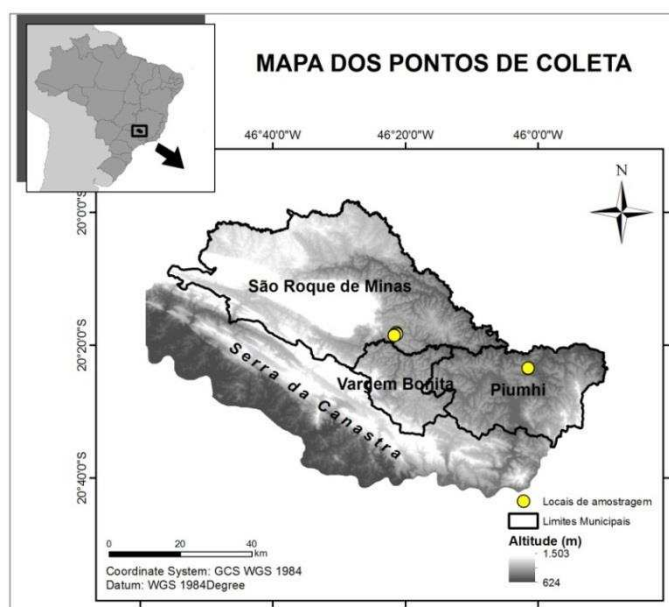 MAPA DOS PONTOS DE COLETA
46°40'0"W
46°20'0"W
46°0'0"W
N
20°0'0"S
20°20'0"S
20°40'0"S
São Roque de Minas
Vargem Bonita
Piumhi
Serra da Canastra
Locais de amostragem
Limites Municipais
Altitude (m)
1.503
624
0 20 40
km
Coordinate System: GCS WGS 1984
Datum: WGS 1984Degree